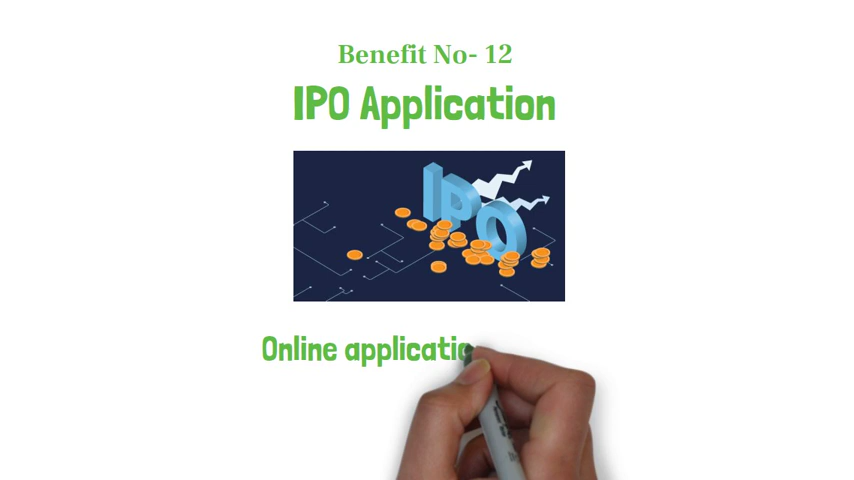 Benefit No- 12
IPO Application
IPO
Online applicatio